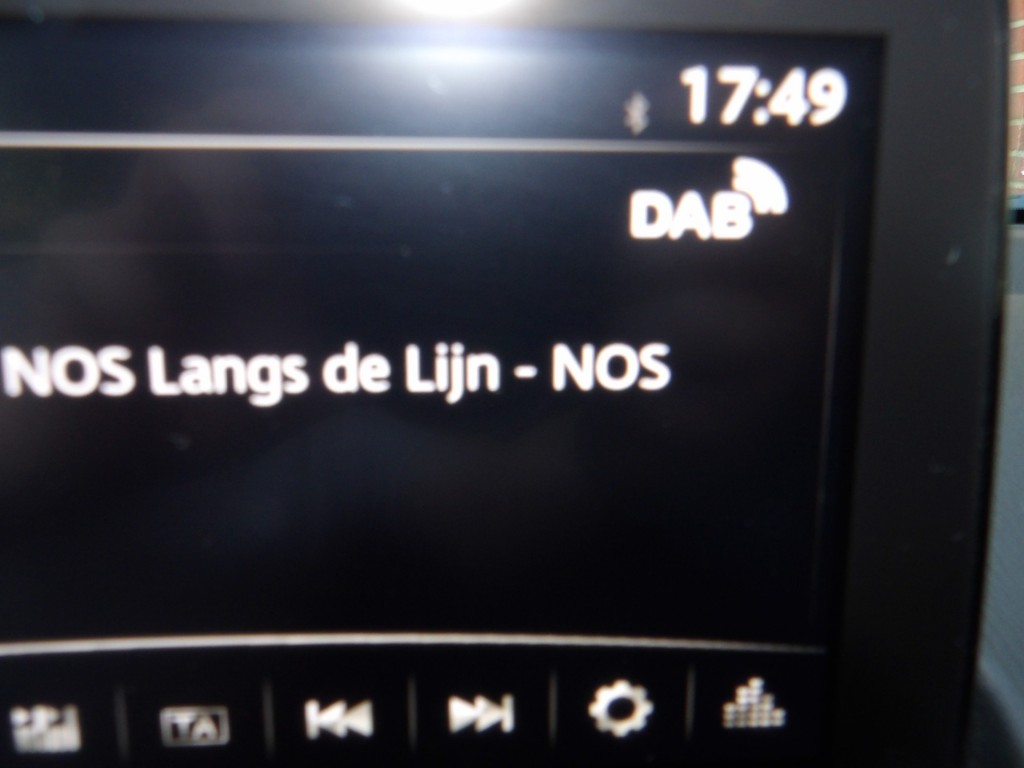 17:49
DAB
NOS Langs de Lijn - NOS
TA